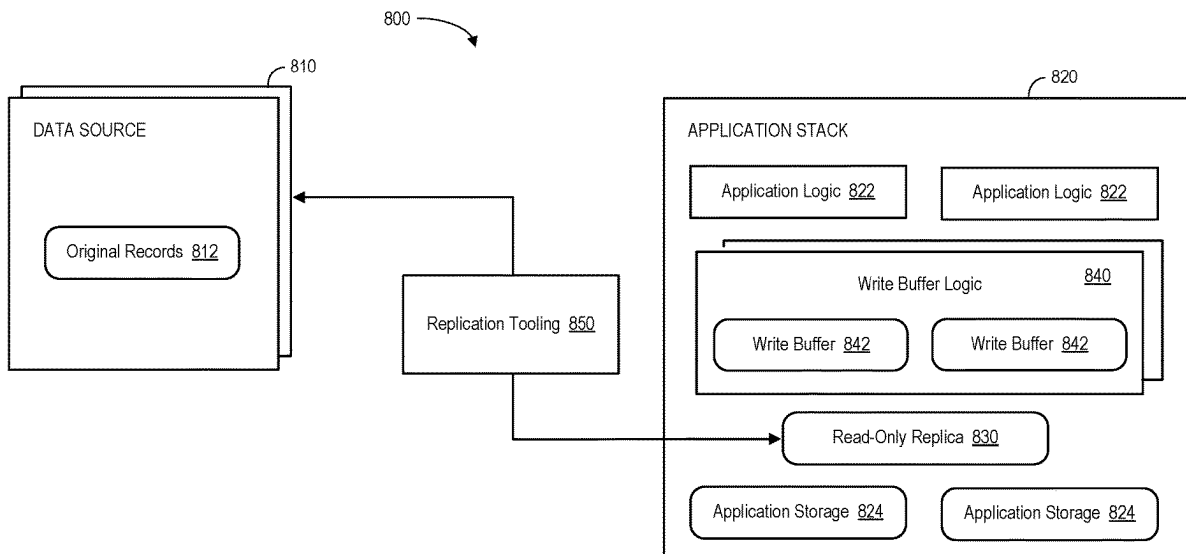 800
810
820
DATA SOURCE
Original Records 812
Replication Tooling 850
APPLICATION STACK
Application Logic 822
Application Logic 822
Write Buffer Logic 840
Write Buffer 842
Write Buffer 842
Read-Only Replica 830
Application Storage 824
Application Storage 824